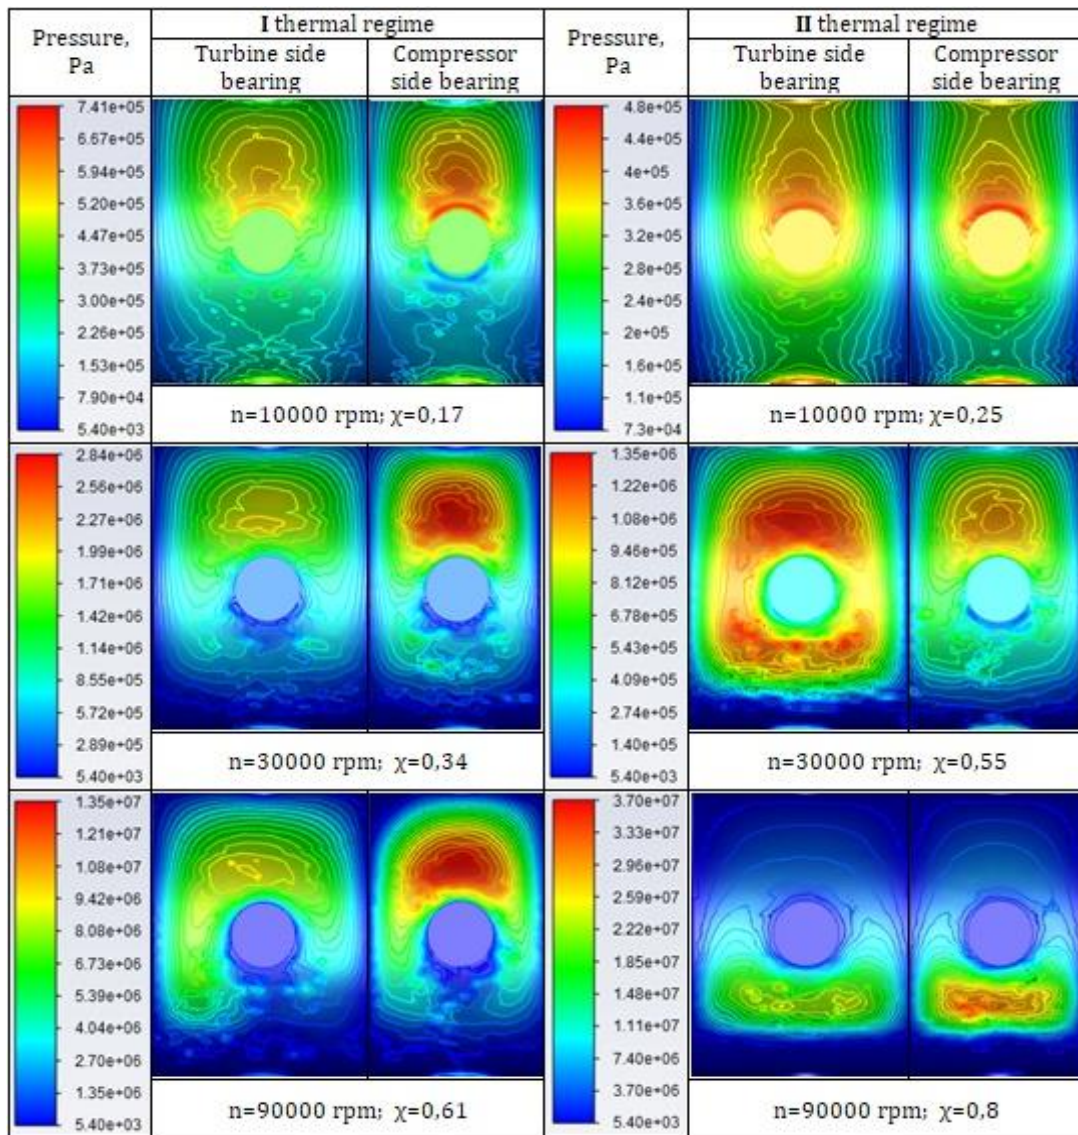 Pressure,
Pa
I thermal regime
Turbine side
bearing
Compressor
side bearing
Pressure,
Pa
II thermal regime
Turbine side
bearing
Compressor
side bearing
7.41e+05
6.67e+05
5.94e+05
5.20e+05
4.47e+05
3.73e+05
3.00e+05
2.26e+05
1.53e+05
7.90e+04
5.40e+03
n=10000 rpm; χ=0,17
4.8e+05
4.4e+05
4e+05
3.6e+05
3.2e+05
2.8e+05
2.4e+05
2e+05
1.5e+05
1.1e+05
7.3e+04
n=10000 rpm; χ=0,25
2.84e+06
2.56e+06
2.27e+06
1.99e+06
1.71e+06
1.42e+06
1.14e+06
8.55e+05
5.72e+05
2.89e+05
5.40e+03
n=30000 rpm; χ=0,34
1.35e+06
1.22e+06
1.08e+06
9.46e+05
8.12e+05
6.78e+05
5.43e+05
4.09e+05
2.74e+05
1.40e+05
5.40e+03
n=30000 rpm; χ=0,55
1.35e+07
1.21e+07
1.08e+07
9.42e+06
8.08e+06
6.73e+06
5.39e+06
4.04e+06
2.70e+06
1.35e+06
5.40e+03
n=90000 rpm; χ=0,61
3.70e+07
3.33e+07
2.96e+07
2.59e+07
2.22e+07
1.85e+07
1.48e+07
1.11e+07
7.40e+06
3.70e+06
5.40e+03
n=90000 rpm; χ=0,8